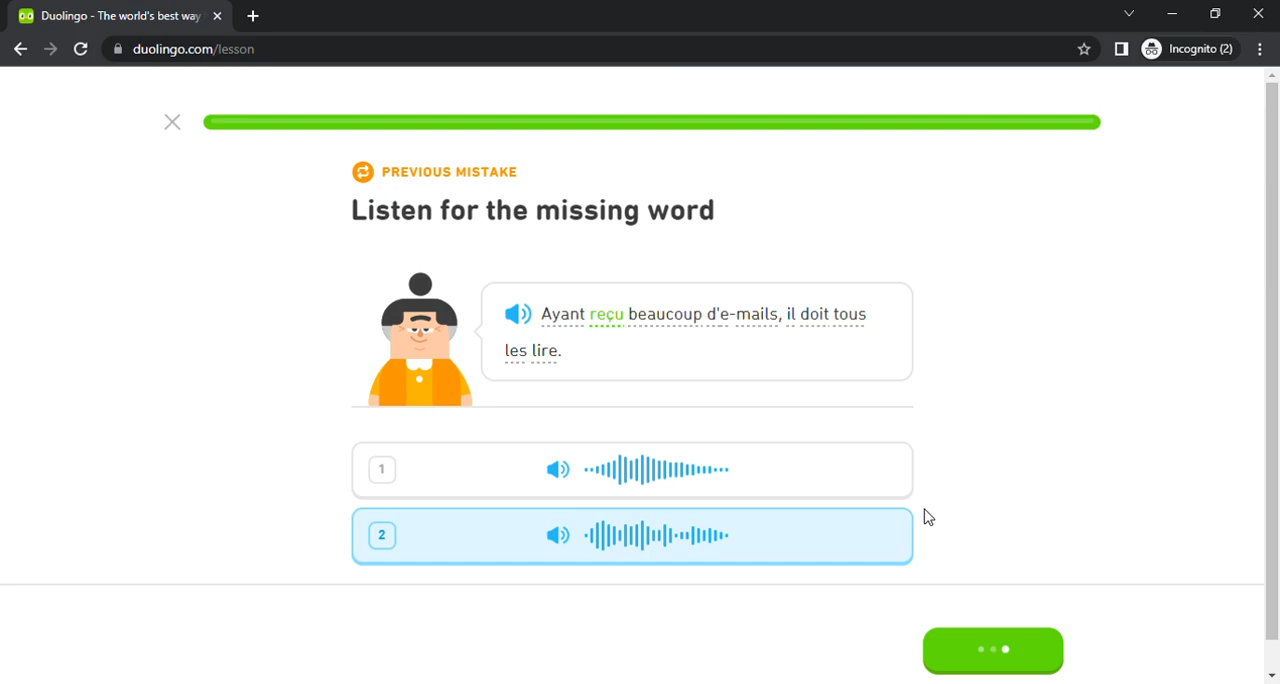 Duolingo - The world's best way
duolingo.com/lesson
Incognito (2)
PREVIOUS MISTAKE
Listen for the missing word
Ayant reçu beaucoup d'e-mails, il doit tous
les lire.
1
2